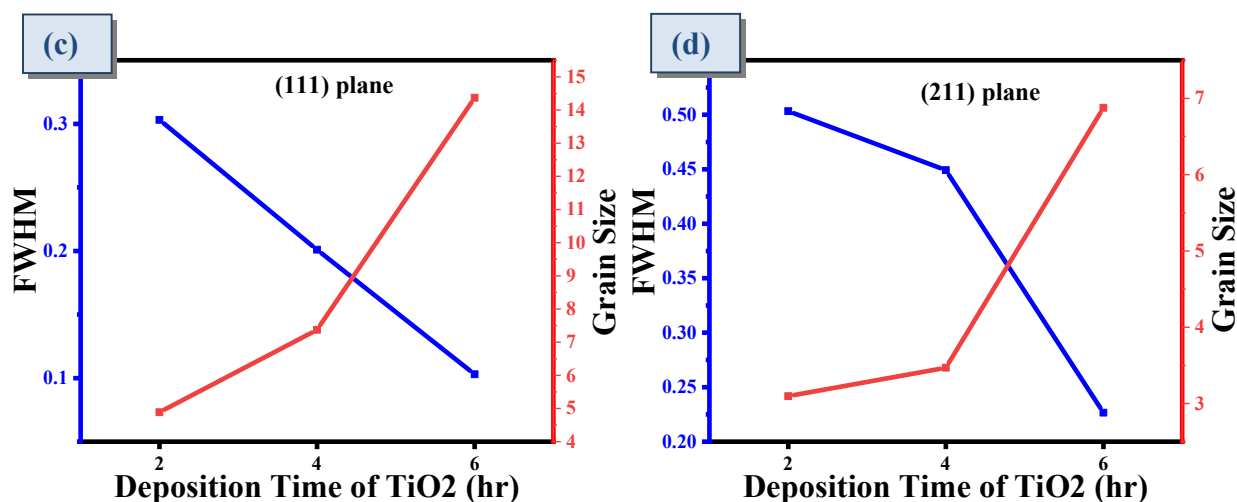 (c)
(111) plane
FWHM
0.3
0.2
0.1
15
14
13
12
11
10
9
8
7
6
5
4
Grain Size
2 4 6
Deposition Time of TiO2 (hr)
(d)
(211) plane
FWHM
0.50
0.45
0.40
0.35
0.30
0.25
0.20
7
6
5
4
3
Grain Size
2 4 6
Deposition Time of TiO2 (hr)